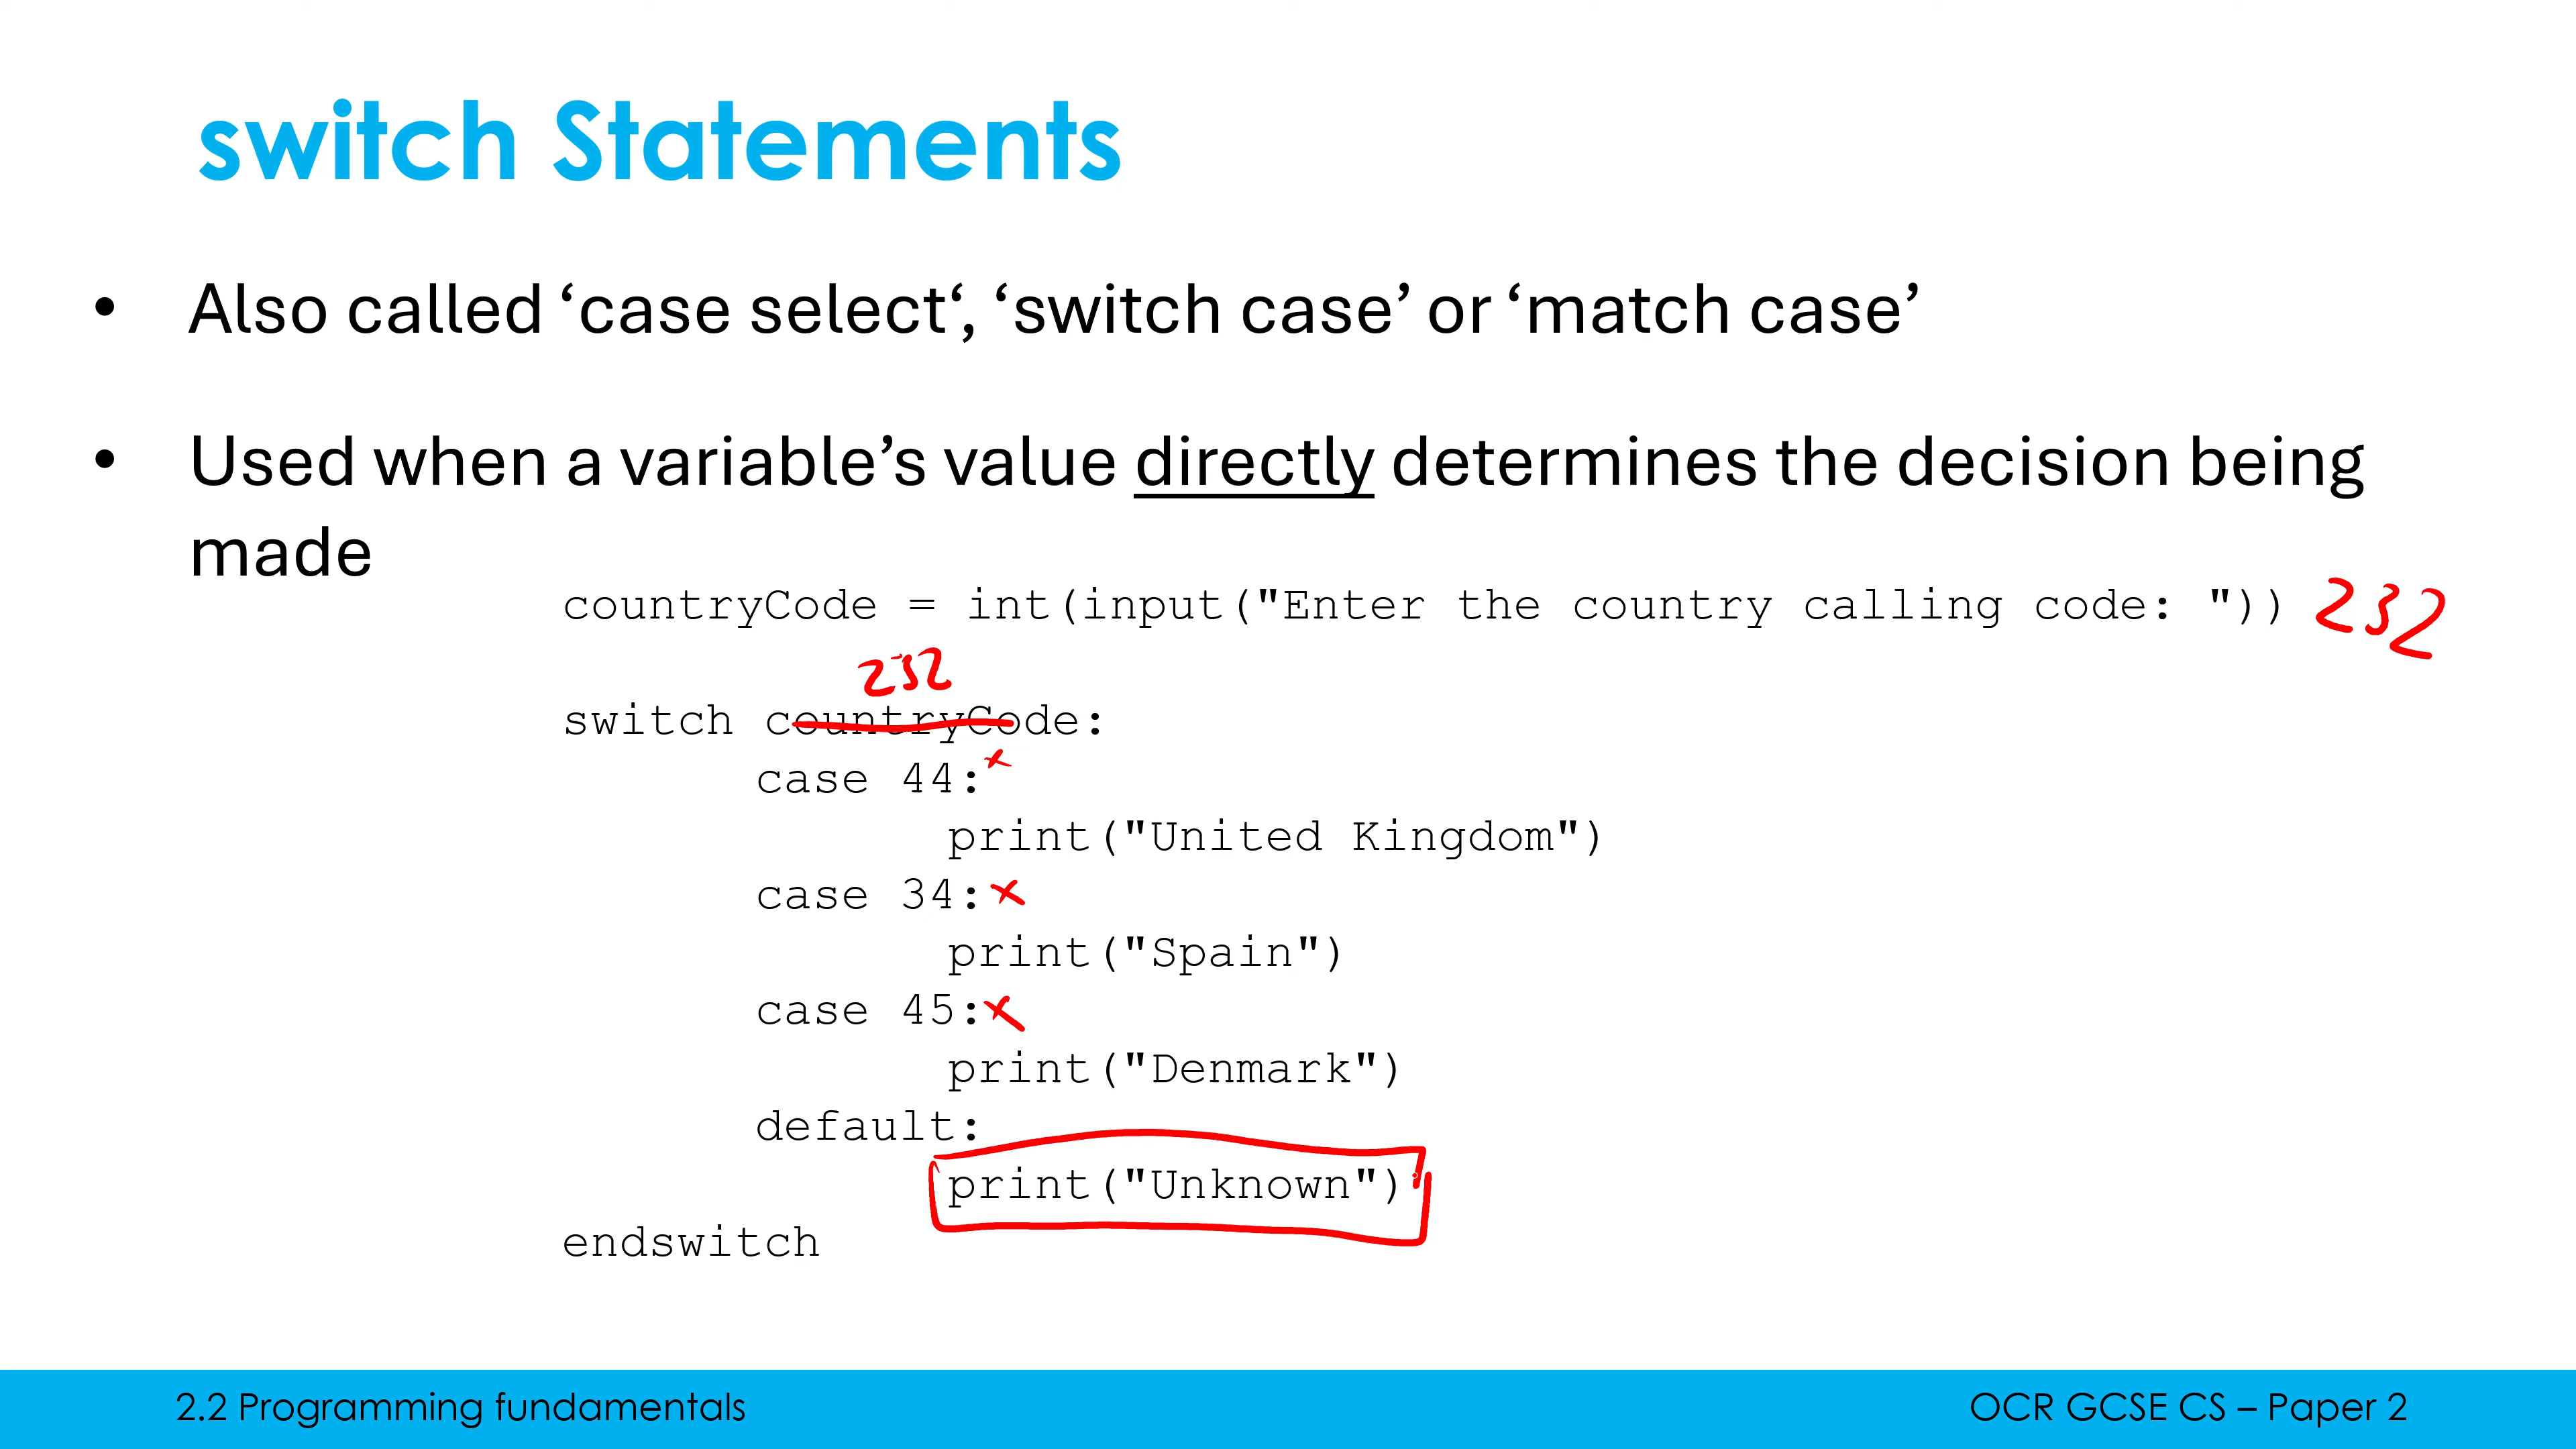 switch Statements
• Also called ‘case select‘, ‘switch case’ or ‘match case’
• Used when a variable’s value directly determines the decision being
made
countryCode = int(input("Enter the country calling code: ")) 232
232
switch countryCode:
case 44: x
print("United Kingdom")
case 34: x
print("Spain")
case 45: x
print("Denmark")
default:
print("Unknown")
endswitch
2.2 Programming fundamentals
OCR GCSE CS – Paper 2